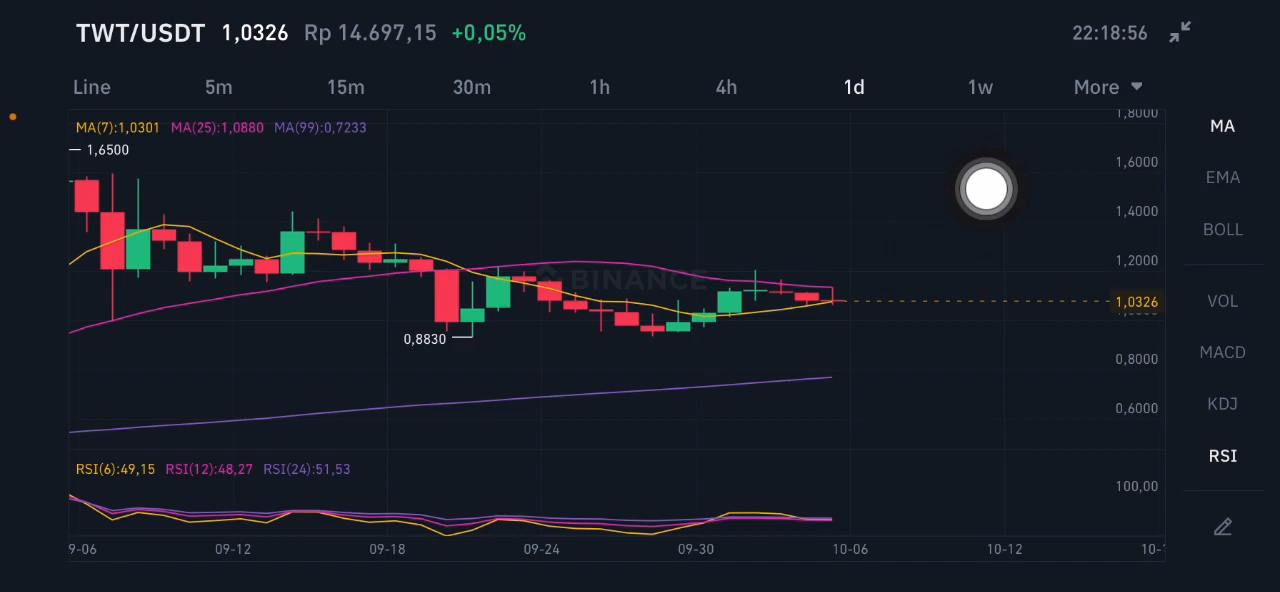 TWT/USDT 1,0326 Rp 14.697,15 +0,05% 22:18:56
Line 5m 15m 30m 1h 4h 1d 1w More
MA(7):1,0301 MA(25):1,0880 MA(99):0,7233
1,6500
0,8830
BINANCE
1,8000
1,6000
1,4000
1,2000
1,0326
0,8000
0,6000
RSI(6):49,15 RSI(12):48,27 RSI(24):51,53
100,00
9-06 09-12 09-18 09-24 09-30 10-06 10-12 10-1
MA
EMA
BOLL
VOL
MACD
KDJ
RSI